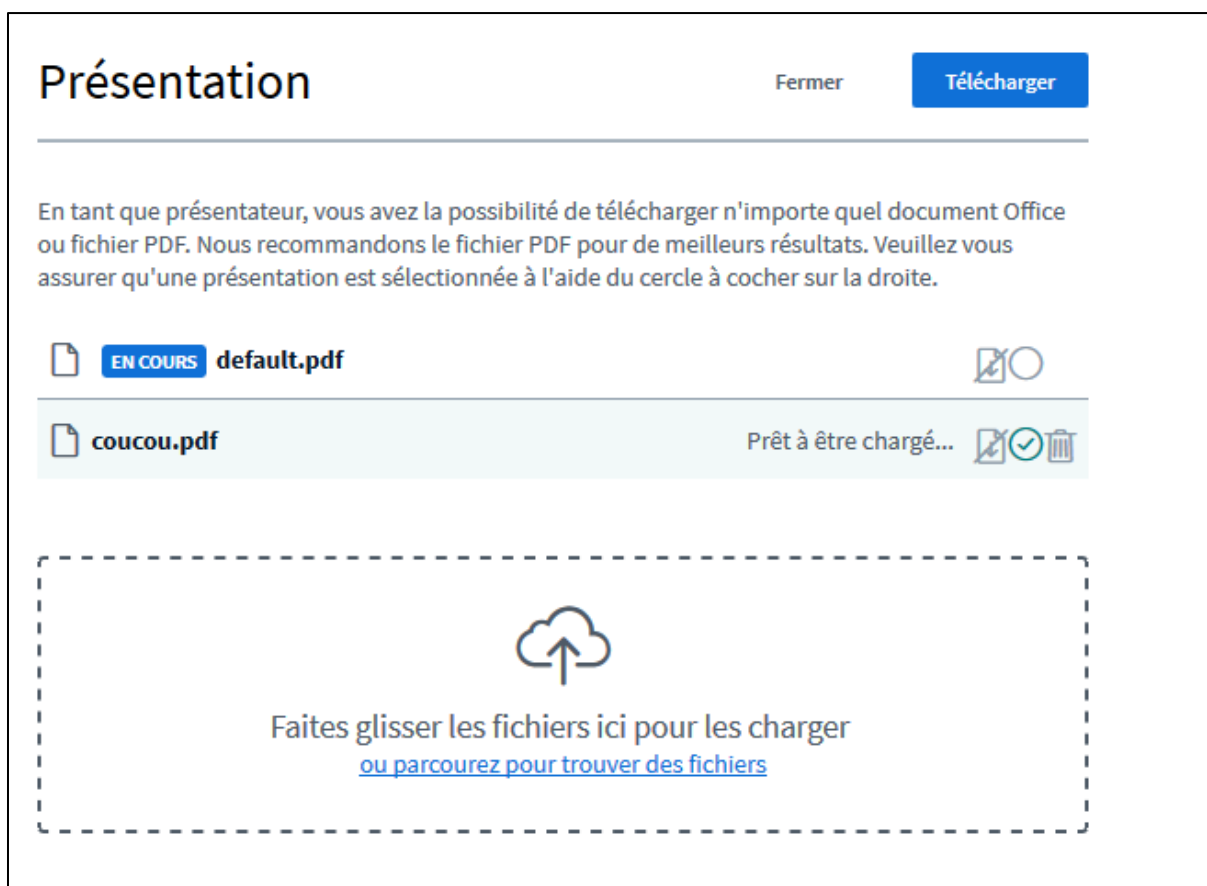 Présentation
Fermer
Télécharger
En tant que présentateur, vous avez la possibilité de télécharger n'importe quel document Office
ou fichier PDF. Nous recommandons le fichier PDF pour de meilleurs résultats. Veuillez vous
assurer qu'une présentation est sélectionnée à l'aide du cercle à cocher sur la droite.
EN COURS default.pdf
coucou.pdf
Prêt à être chargé...
Faites glisser les fichiers ici pour les charger
ou parcourez pour trouver des fichiers